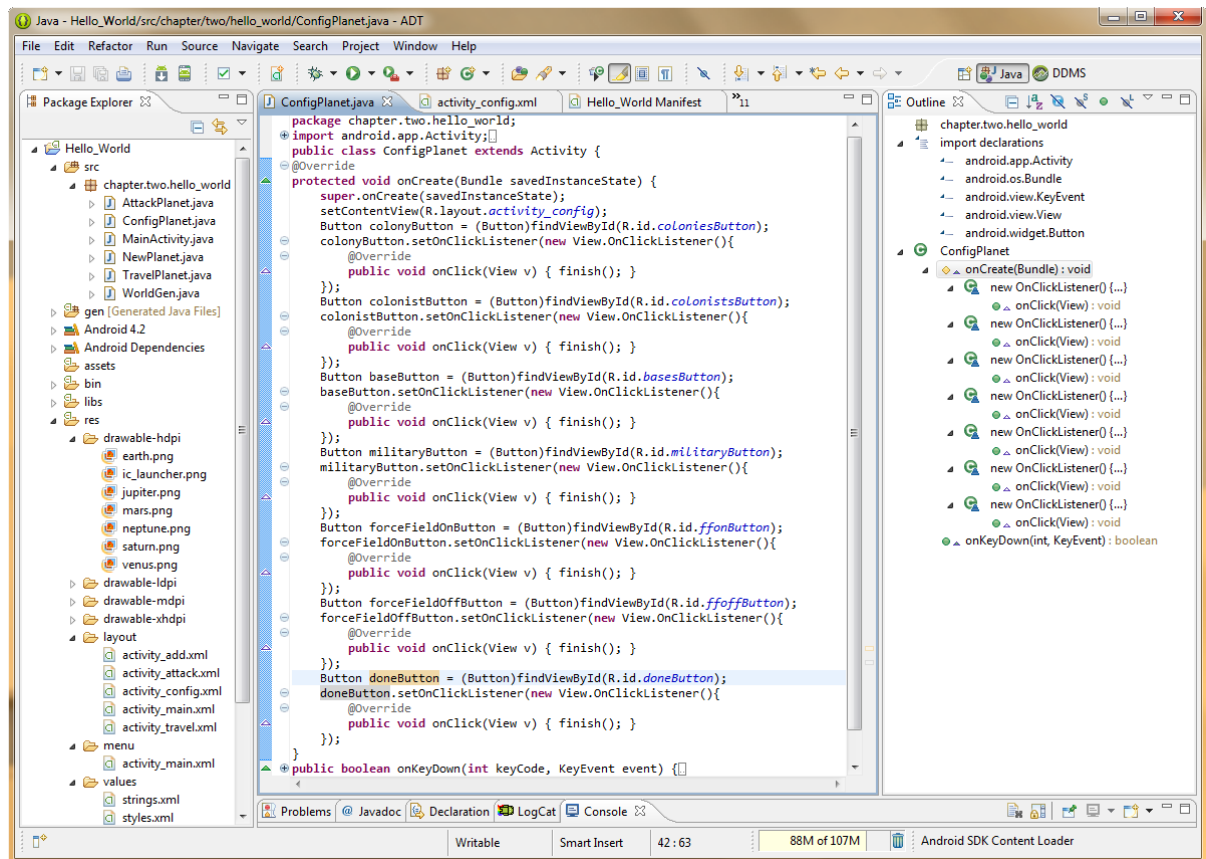 Java - Hello_World/src/chapter/two/hello_world/ConfigPlanet.java - ADT
File Edit Refactor Run Source Navigate Search Project Window Help
Java DDMS
Package Explorer
Hello_World
src
chapter.two.hello_world
AttackPlanet.java
ConfigPlanet.java
MainActivity.java
NewPlanet.java
TravelPlanet.java
WorldGen.java
gen [Generated Java Files]
Android 4.2
Android Dependencies
assets
bin
libs
res
drawable-hdpi
earth.png
ic_launcher.png
jupiter.png
mars.png
neptune.png
saturn.png
venus.png
drawable-ldpi
drawable-mdpi
drawable-xhdpi
layout
activity_add.xml
activity_attack.xml
activity_config.xml
activity_main.xml
activity_travel.xml
menu
activity_main.xml
values
strings.xml
styles.xml
ConfigPlanet.java activity_config.xml Hello_World Manifest »11
package chapter.two.hello_world;
import android.app.Activity;
public class ConfigPlanet extends Activity {
@Override
protected void onCreate(Bundle savedInstanceState) {
super.onCreate(savedInstanceState);
setContentView(R.layout.activity_config);
Button colonyButton = (Button)findViewById(R.id.coloniesButton);
colonyButton.setOnClickListener(new View.OnClickListener(){
@Override
public void onClick(View v) { finish(); }
});
Button colonistButton = (Button)findViewById(R.id.colonistsButton);
colonistButton.setOnClickListener(new View.OnClickListener(){
@Override
public void onClick(View v) { finish(); }
});
Button baseButton = (Button)findViewById(R.id.basesButton);
baseButton.setOnClickListener(new View.OnClickListener(){
@Override
public void onClick(View v) { finish(); }
});
Button militaryButton = (Button)findViewById(R.id.militaryButton);
militaryButton.setOnClickListener(new View.OnClickListener(){
@Override
public void onClick(View v) { finish(); }
});
Button forceFieldOnButton = (Button)findViewById(R.id.ffonButton);
forceFieldOnButton.setOnClickListener(new View.OnClickListener(){
@Override
public void onClick(View v) { finish(); }
});
Button forceFieldOffButton = (Button)findViewById(R.id.ffoffButton);
forceFieldOffButton.setOnClickListener(new View.OnClickListener(){
@Override
public void onClick(View v) { finish(); }
});
Button doneButton = (Button)findViewById(R.id.doneButton);
doneButton.setOnClickListener(new View.OnClickListener(){
@Override
public void onClick(View v) { finish(); }
});
}
public boolean onKeyDown(int keyCode, KeyEvent event) {
Outline
chapter.two.hello_world
import declarations
android.app.Activity
android.os.Bundle
android.view.KeyEvent
android.view.View
android.widget.Button
ConfigPlanet
onCreate(Bundle) : void
new OnClickListener() {...}
onClick(View) : void
new OnClickListener() {...}
onClick(View) : void
new OnClickListener() {...}
onClick(View) : void
new OnClickListener() {...}
onClick(View) : void
new OnClickListener() {...}
onClick(View) : void
new OnClickListener() {...}
onClick(View) : void
new OnClickListener() {...}
onClick(View) : void
onKeyDown(int, KeyEvent) : boolean
Problems @ Javadoc Declaration LogCat Console
Writable Smart Insert 42 : 63 88M of 107M Android SDK Content Loader